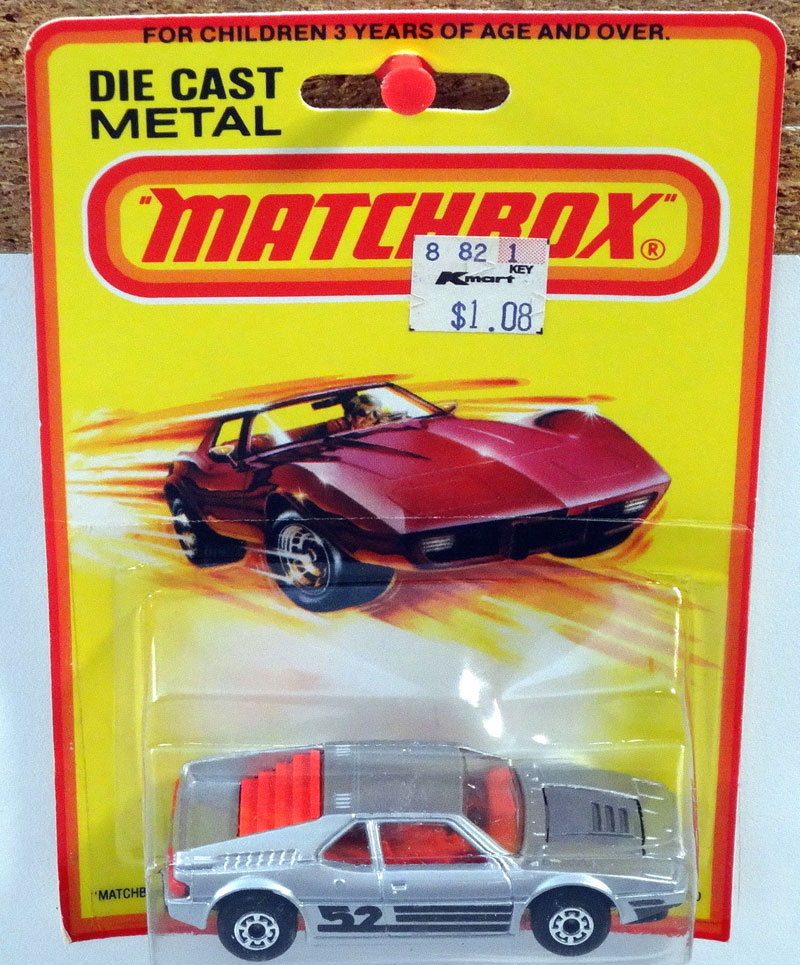 FOR CHILDREN 3 YEARS OF AGE AND OVER.
DIE CAST
METAL
"MATCHBOX"®
8 82 1
KEY
Kmart
$1.08
52
"MATCHB